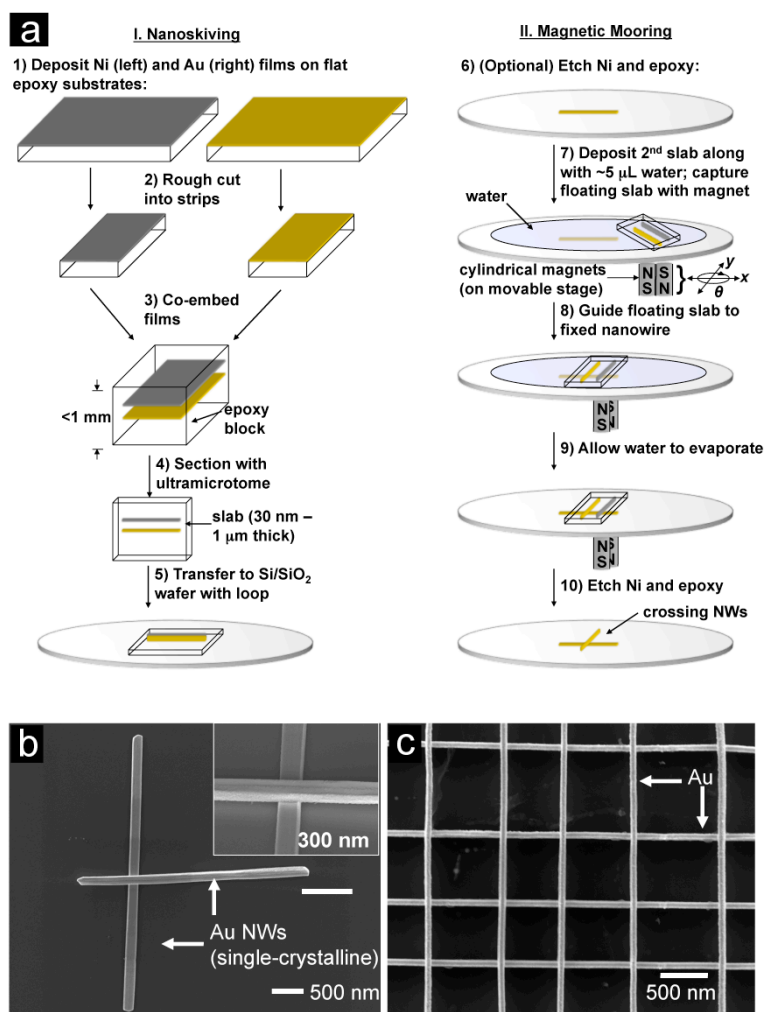 a
I. Nanoskiving
1) Deposit Ni (left) and Au (right) films on flat
epoxy substrates:
2) Rough cut
into strips
3) Co-embed
films
<1 mm
epoxy
block
4) Section with
ultramicrotome
slab (30 nm –
1 μm thick)
5) Transfer to Si/SiO₂
wafer with loop
II. Magnetic Mooring
6) (Optional) Etch Ni and epoxy:
7) Deposit 2ⁿᵈ slab along
with ~5 μL water; capture
floating slab with magnet
water
cylindrical magnets
(on movable stage)
N S
S N
}
y
x
θ
8) Guide floating slab to
fixed nanowire
N S
S N
9) Allow water to evaporate
N S
S N
10) Etch Ni and epoxy
crossing NWs
b
300 nm
Au NWs
(single-crystalline)
500 nm
c
Au
500 nm